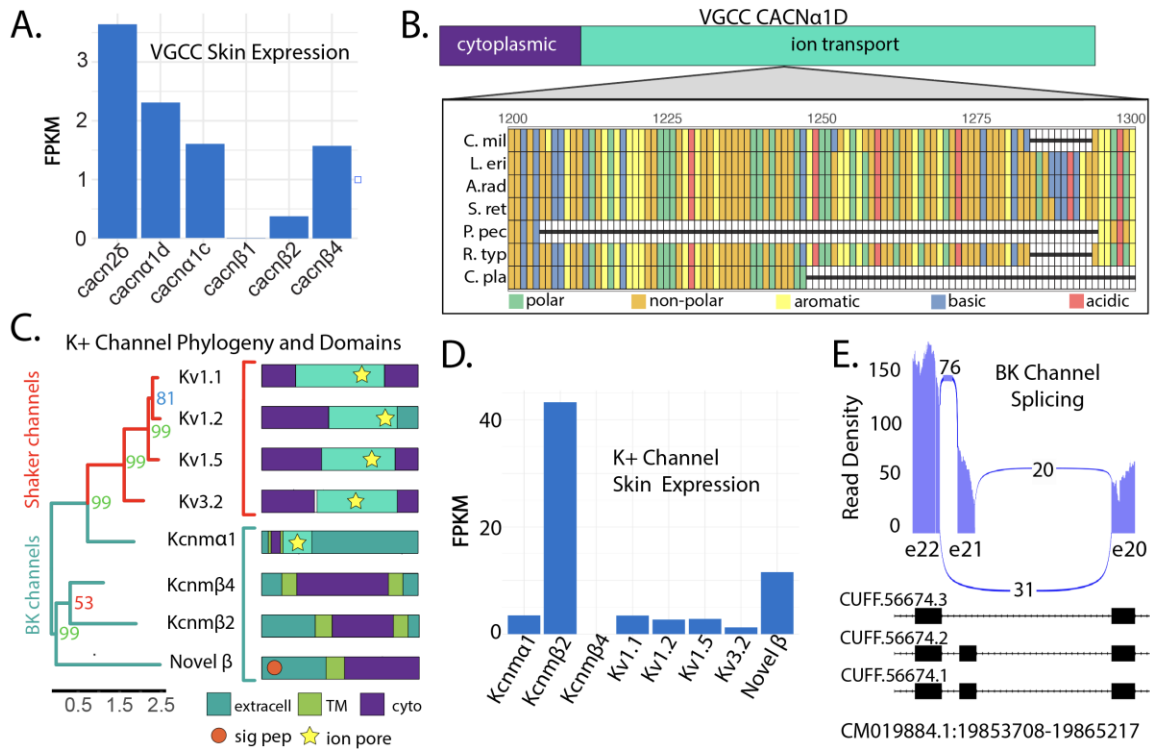 A.
VGCC Skin Expression
FPKM
3
2
1
0
cacn2δ
cacnα1d
cacnα1c
cacnβ1
cacnβ2
cacnβ4
B.
VGCC CACNα1D
cytoplasmic
ion transport
1200 1225 1250 1275 1300
C. mil
L. eri
A.rad
S. ret
P. pec
R. typ
C. pla
polar non-polar aromatic basic acidic
C.
K+ Channel Phylogeny and Domains
Shaker channels
BK channels
Kv1.1
81
Kv1.2
99
Kv1.5
99
Kv3.2
99
Kcnmα1
Kcnmβ4
53
Kcnmβ2
99
Novel β
0.5 1.5 2.5
extracell TM cyto
sig pep ion pore
D.
K+ Channel
Skin Expression
FPKM
40
20
0
Kcnmα1
Kcnmβ2
Kcnmβ4
Kv1.1
Kv1.2
Kv1.5
Kv3.2
Novel β
E.
BK Channel
Splicing
Read Density
150
100
50
0
76
20
31
e22 e21 e20
CUFF.56674.3
CUFF.56674.2
CUFF.56674.1
CM019884.1:19853708-19865217